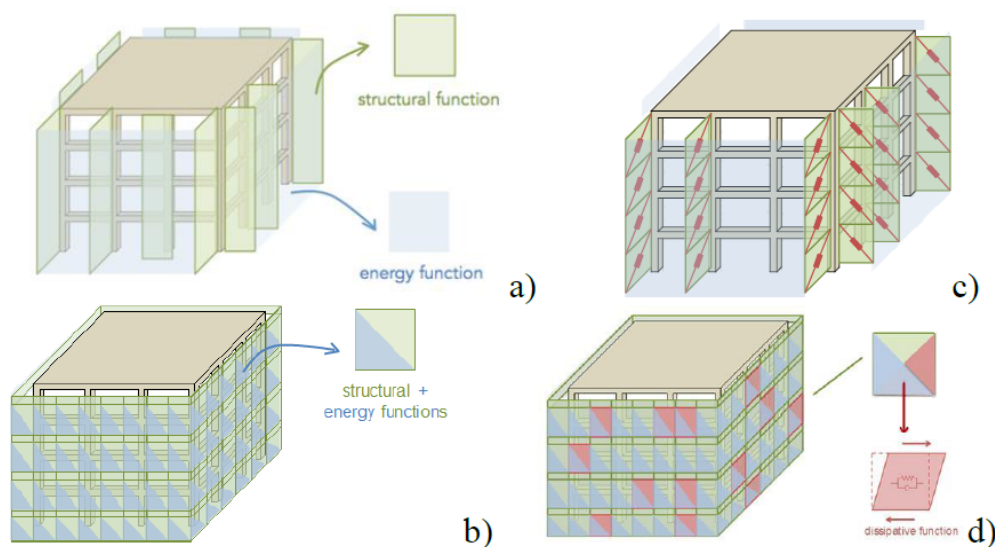 structural function
energy function
a)
c)
structural +
energy functions
b)
dissipative function
d)